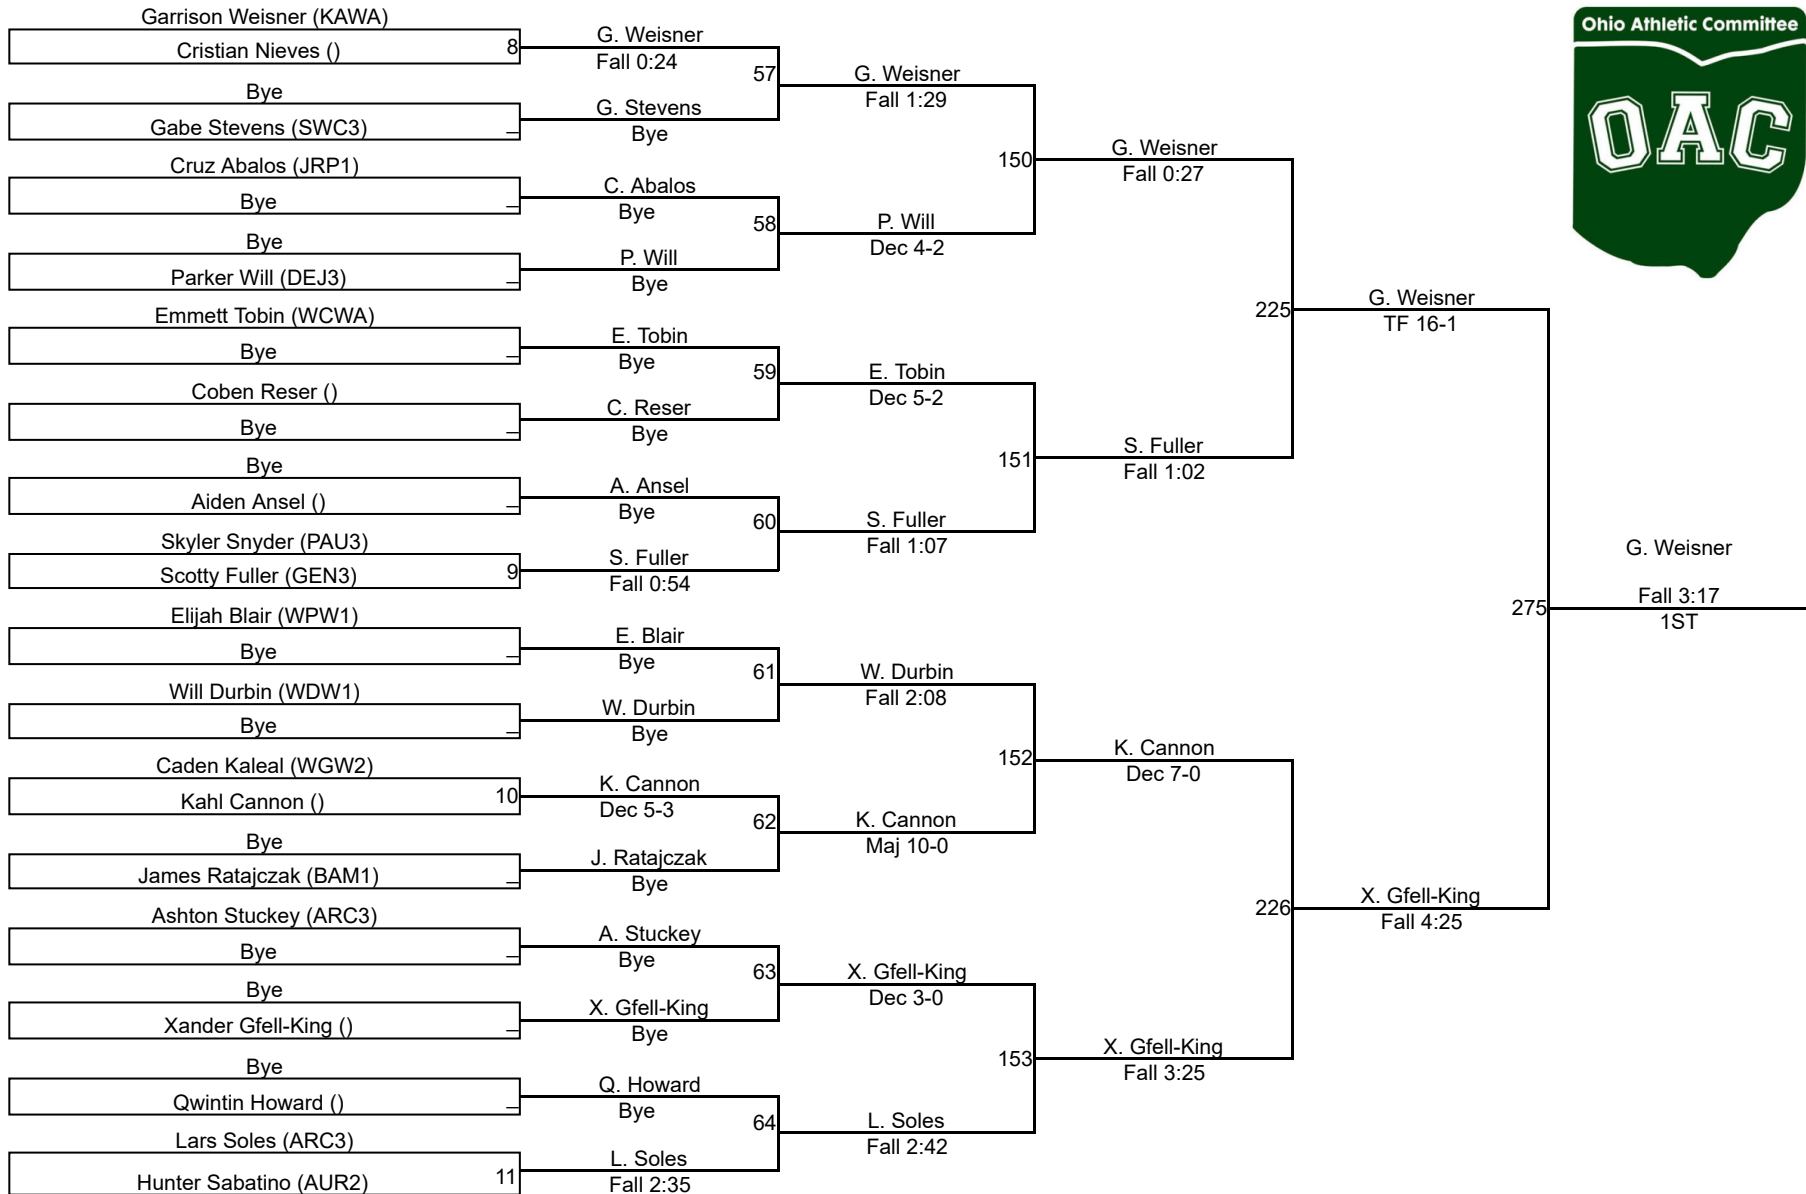 Garrison Weisner (KAWA)
Cristian Nieves ()
8
Bye
Gabe Stevens (SWC3)
_
Cruz Abalos (JRP1)
Bye
_
Bye
Parker Will (DEJ3)
_
Emmett Tobin (WCWA)
Bye
_
Coben Reser ()
Bye
_
Bye
Aiden Ansel ()
_
Skyler Snyder (PAU3)
Scotty Fuller (GEN3)
9
Elijah Blair (WPW1)
Bye
_
Will Durbin (WDW1)
Bye
_
Caden Kaleal (WGW2)
Kahl Cannon ()
10
Bye
James Ratajczak (BAM1)
_
Ashton Stuckey (ARC3)
Bye
_
Bye
Xander Gfell-King ()
_
Bye
Qwintin Howard ()
_
Lars Soles (ARC3)
Hunter Sabatino (AUR2)
11
G. Weisner
Fall 0:24
57
G. Stevens
Bye
C. Abalos
Bye
58
P. Will
Bye
E. Tobin
Bye
59
C. Reser
Bye
A. Ansel
Bye
60
S. Fuller
Fall 0:54
E. Blair
Bye
61
W. Durbin
Bye
K. Cannon
Dec 5-3
62
J. Ratajczak
Bye
A. Stuckey
Bye
63
X. Gfell-King
Bye
Q. Howard
Bye
64
L. Soles
Fall 2:35
G. Weisner
Fall 1:29
150
P. Will
Dec 4-2
E. Tobin
Dec 5-2
151
S. Fuller
Fall 1:07
W. Durbin
Fall 2:08
152
K. Cannon
Maj 10-0
X. Gfell-King
Dec 3-0
153
L. Soles
Fall 2:42
G. Weisner
Fall 0:27
225
S. Fuller
Fall 1:02
K. Cannon
Dec 7-0
226
X. Gfell-King
Fall 3:25
G. Weisner
TF 16-1
275
X. Gfell-King
Fall 4:25
G. Weisner
Fall 3:17
1ST
Ohio Athletic Committee
OAC